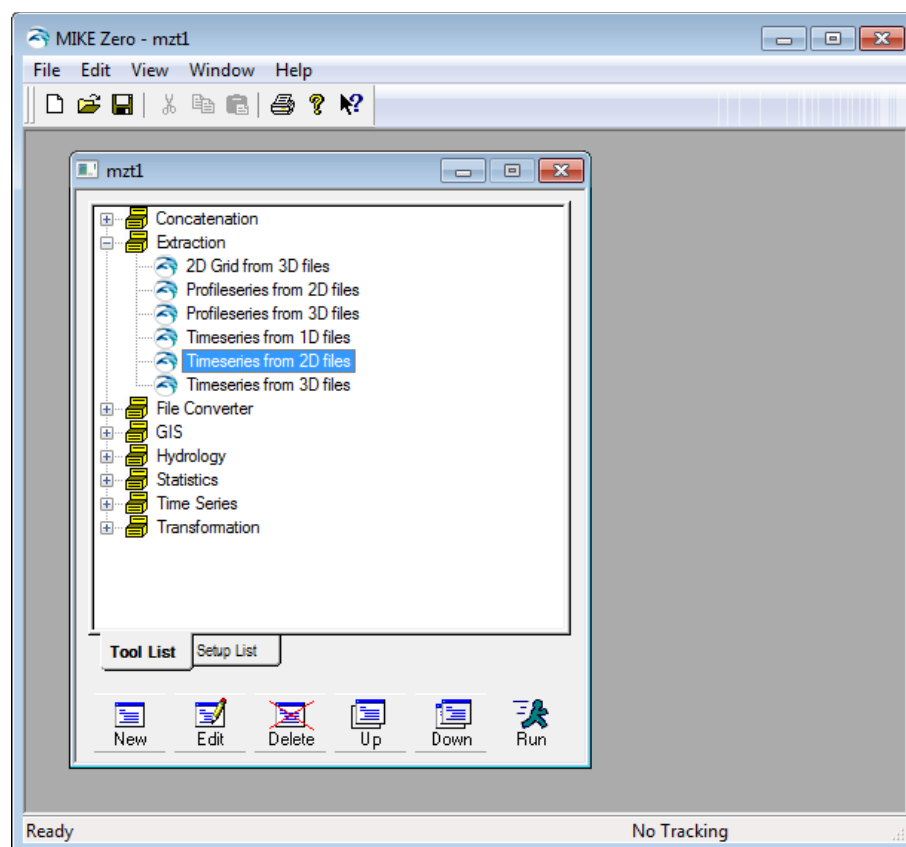 MIKE Zero - mzt1
File Edit View Window Help
mzt1
Concatenation
Extraction
2D Grid from 3D files
Profileseries from 2D files
Profileseries from 3D files
Timeseries from 1D files
Timeseries from 2D files
Timeseries from 3D files
File Converter
GIS
Hydrology
Statistics
Time Series
Transformation
Tool List Setup List
New Edit Delete Up Down Run
Ready No Tracking